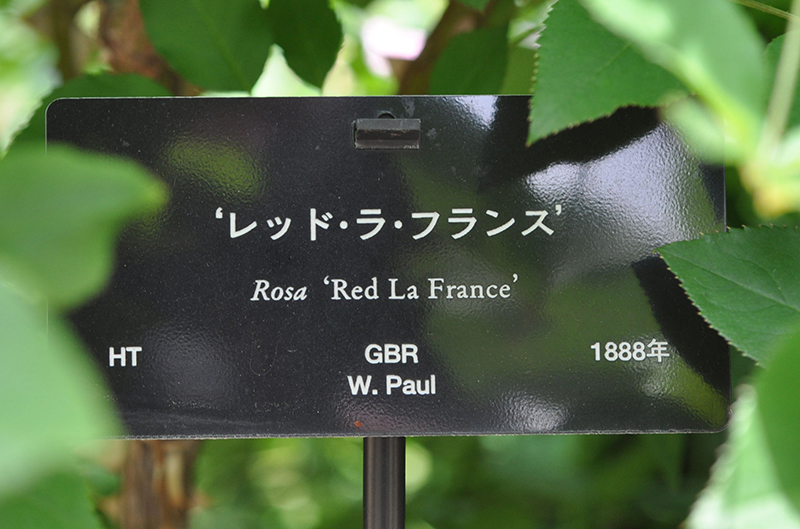 ‘レッド・ラ・フランス’
Rosa ‘Red La France’
HT GBR 1888年
W. Paul